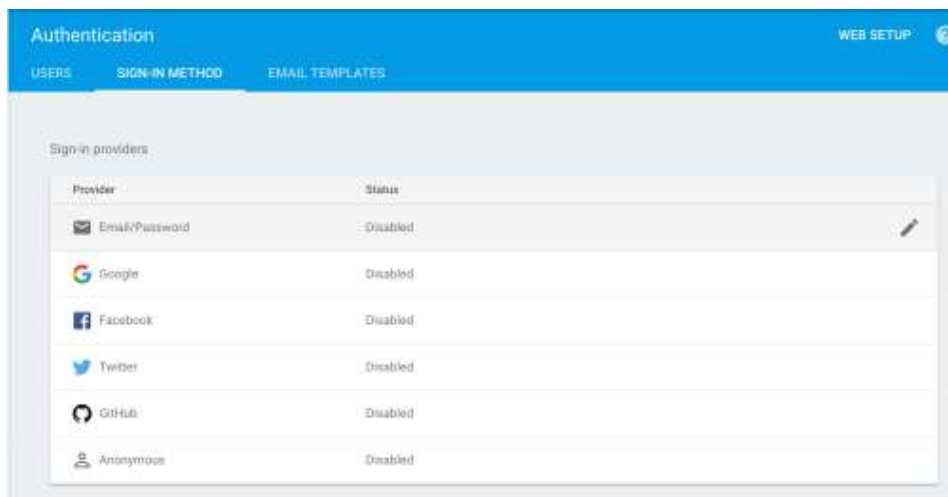 Authentication
WEB SETUP
USERS SIGN-IN METHOD EMAIL TEMPLATES
Sign-in providers
Provider Status
Email/Password Disabled
Google Disabled
Facebook Disabled
Twitter Disabled
GitHub Disabled
Anonymous Disabled